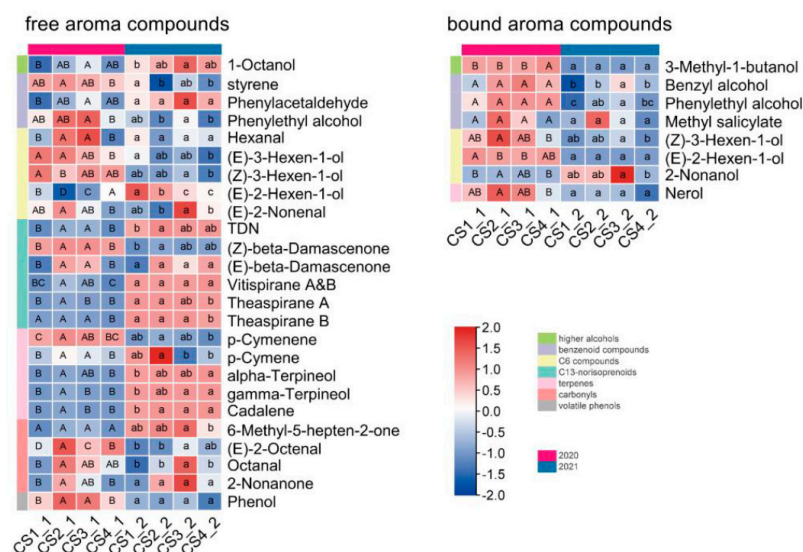 free aroma compounds
B AB A AB b ab a ab 1-Octanol
AB A AB B a b ab b styrene
B AB A AB a a a a Phenylacetaldehyde
AB AB A B ab b a b Phenylethyl alcohol
B A A B a a a a Hexanal
A A AB B a ab ab b (E)-3-Hexen-1-ol
A B AB AB ab ab a b (Z)-3-Hexen-1-ol
B D C A a b c c (E)-2-Hexen-1-ol
AB A AB B ab b a b (E)-2-Nonenal
B A A B b a ab ab TDN
B A A B b a ab ab (Z)-beta-Damascenone
B A A B a a a a (E)-beta-Damascenone
BC A AB C a a a a Vitispirane A&B
B A B B a a ab b Theaspirane A
A A A B a a a b Theaspirane B
C A AB BC ab a ab b p-Cymenene
B A A B ab a b b p-Cymene
B A B B b ab ab a alpha-Terpineol
B A B B b a a a gamma-Terpineol
B A B B b a a a Cadalene
A A A A ab ab a b 6-Methyl-5-hepten-2-one
D A C B b b a ab (E)-2-Octenal
B A AB AB b b a b Octanal
B A AB B a a a a 2-Nonanone
B A A B a a a a Phenol
CS1_1 CS2_1 CS3_1 CS4_1 CS1_2 CS2_2 CS3_2 CS4_2
bound aroma compounds
B B B A a a a a 3-Methyl-1-butanol
A A A A b b a b Benzyl alcohol
A A A A c ab a bc Phenylethyl alcohol
A A A A a a a a Methyl salicylate
AB A AB B ab ab a b (Z)-3-Hexen-1-ol
A B B AB a a a a (E)-2-Hexen-1-ol
B A A A ab ab a b 2-Nonanol
AB A AB B a a a a Nerol
CS1_1 CS2_1 CS3_1 CS4_1 CS1_2 CS2_2 CS3_2 CS4_2
2.0
1.5
1.0
0.5
0.0
-0.5
-1.0
-1.5
-2.0
higher alcohols
benzenoid compounds
C6 compounds
C13-norisoprenoids
terpenes
carbonyls
volatile phenols
2020
2021